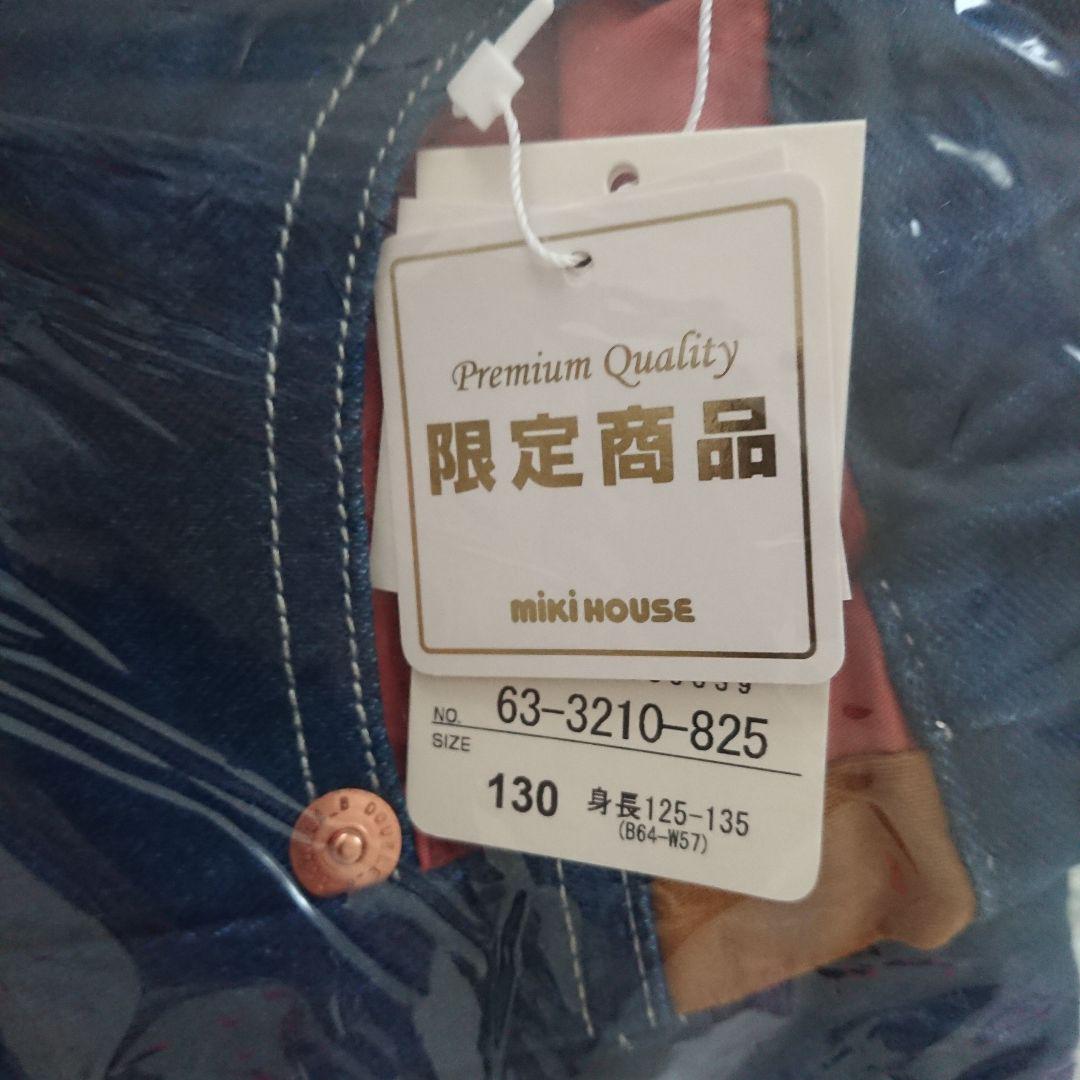 Premium Quality
限定商品
miki HOUSE
NO. 63-3210-825
SIZE
130 身長125-135
(B64-W57)